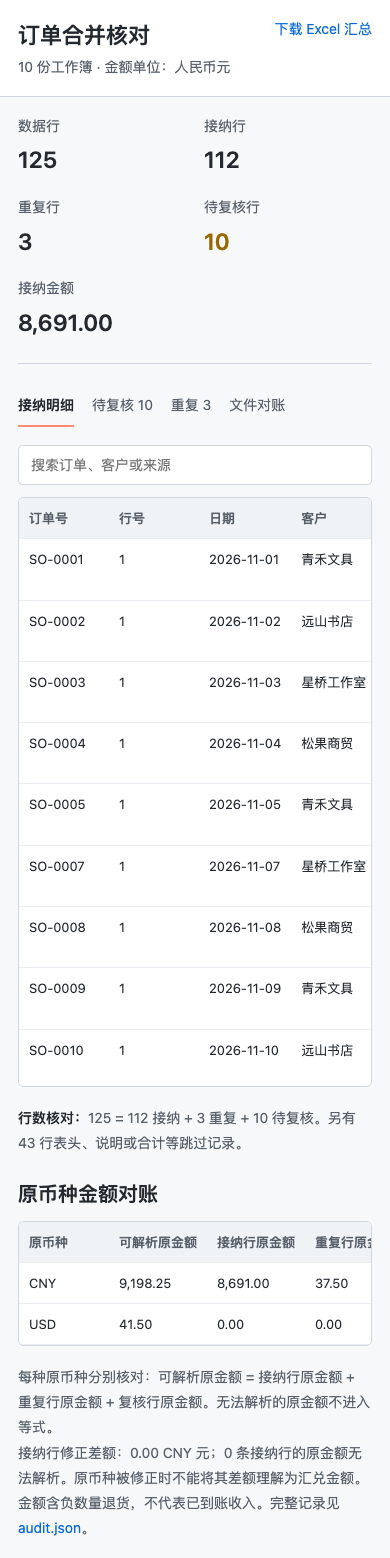 订单合并核对
下载 Excel 汇总
10 份工作簿 · 金额单位：人民币元
数据行
接纳行
125
112
重复行
待复核行
3
10
接纳金额
8,691.00
接纳明细 待复核 10 重复 3 文件对账
搜索订单、客户或来源
订单号 行号 日期 客户
SO-0001 1 2026-11-01 青禾文具
SO-0002 1 2026-11-02 远山书店
SO-0003 1 2026-11-03 星桥工作室
SO-0004 1 2026-11-04 松果商贸
SO-0005 1 2026-11-05 青禾文具
SO-0007 1 2026-11-07 星桥工作室
SO-0008 1 2026-11-08 松果商贸
SO-0009 1 2026-11-09 青禾文具
SO-0010 1 2026-11-10 远山书店
行数核对：125 = 112 接纳 + 3 重复 + 10 待复核。另有
43 行表头、说明或合计等跳过记录。
原币种金额对账
原币种 可解析原金额 接纳行原金额 重复行原
CNY 9,198.25 8,691.00 37.50
USD 41.50 0.00 0.00
每种原币种分别核对：可解析原金额 = 接纳行原金额 +
重复行原金额 + 复核行原金额。无法解析的原金额不进入
等式。
接纳行修正差额：0.00 CNY 元；0 条接纳行的原金额无
法解析。原币种被修正时不能将其差额理解为汇兑金额。
金额含负数量退货，不代表已到账收入。完整记录见
audit.json。